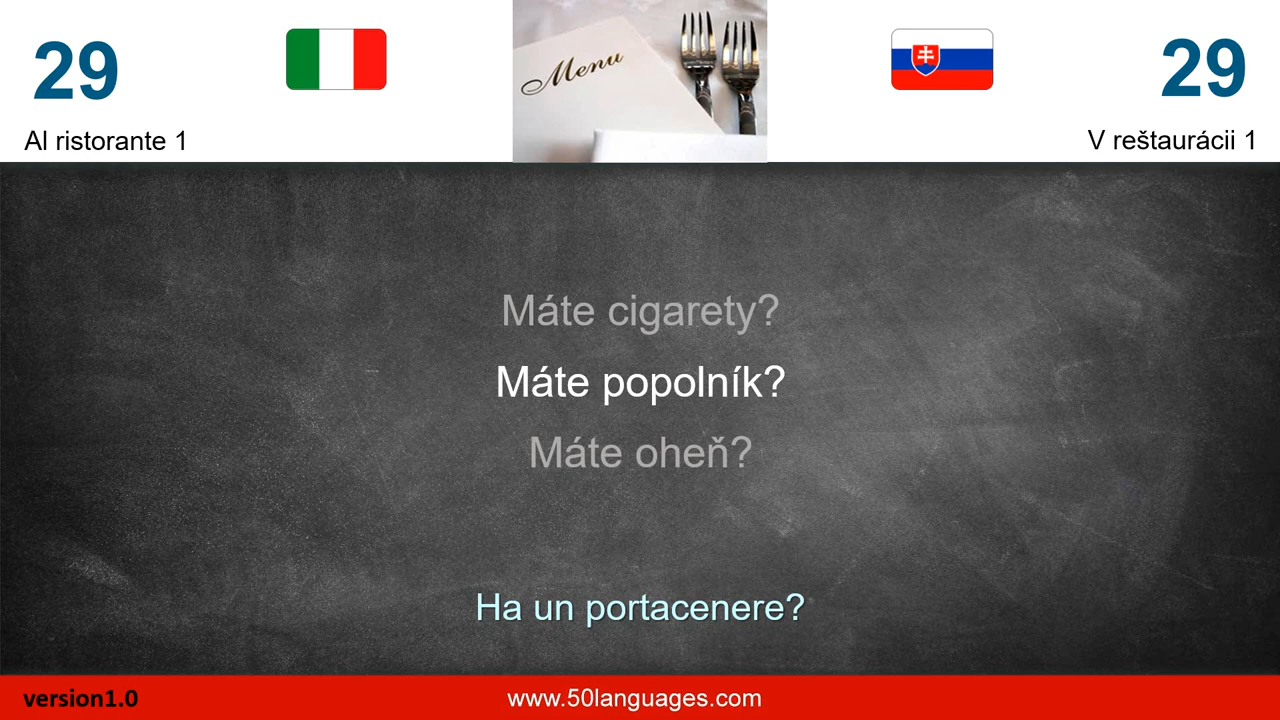 29
29
Menu
Al ristorante 1
V reštaurácii 1
Máte cigarety?
Máte popolník?
Máte oheň?
Ha un portacenere?
version1.0
www.50languages.com